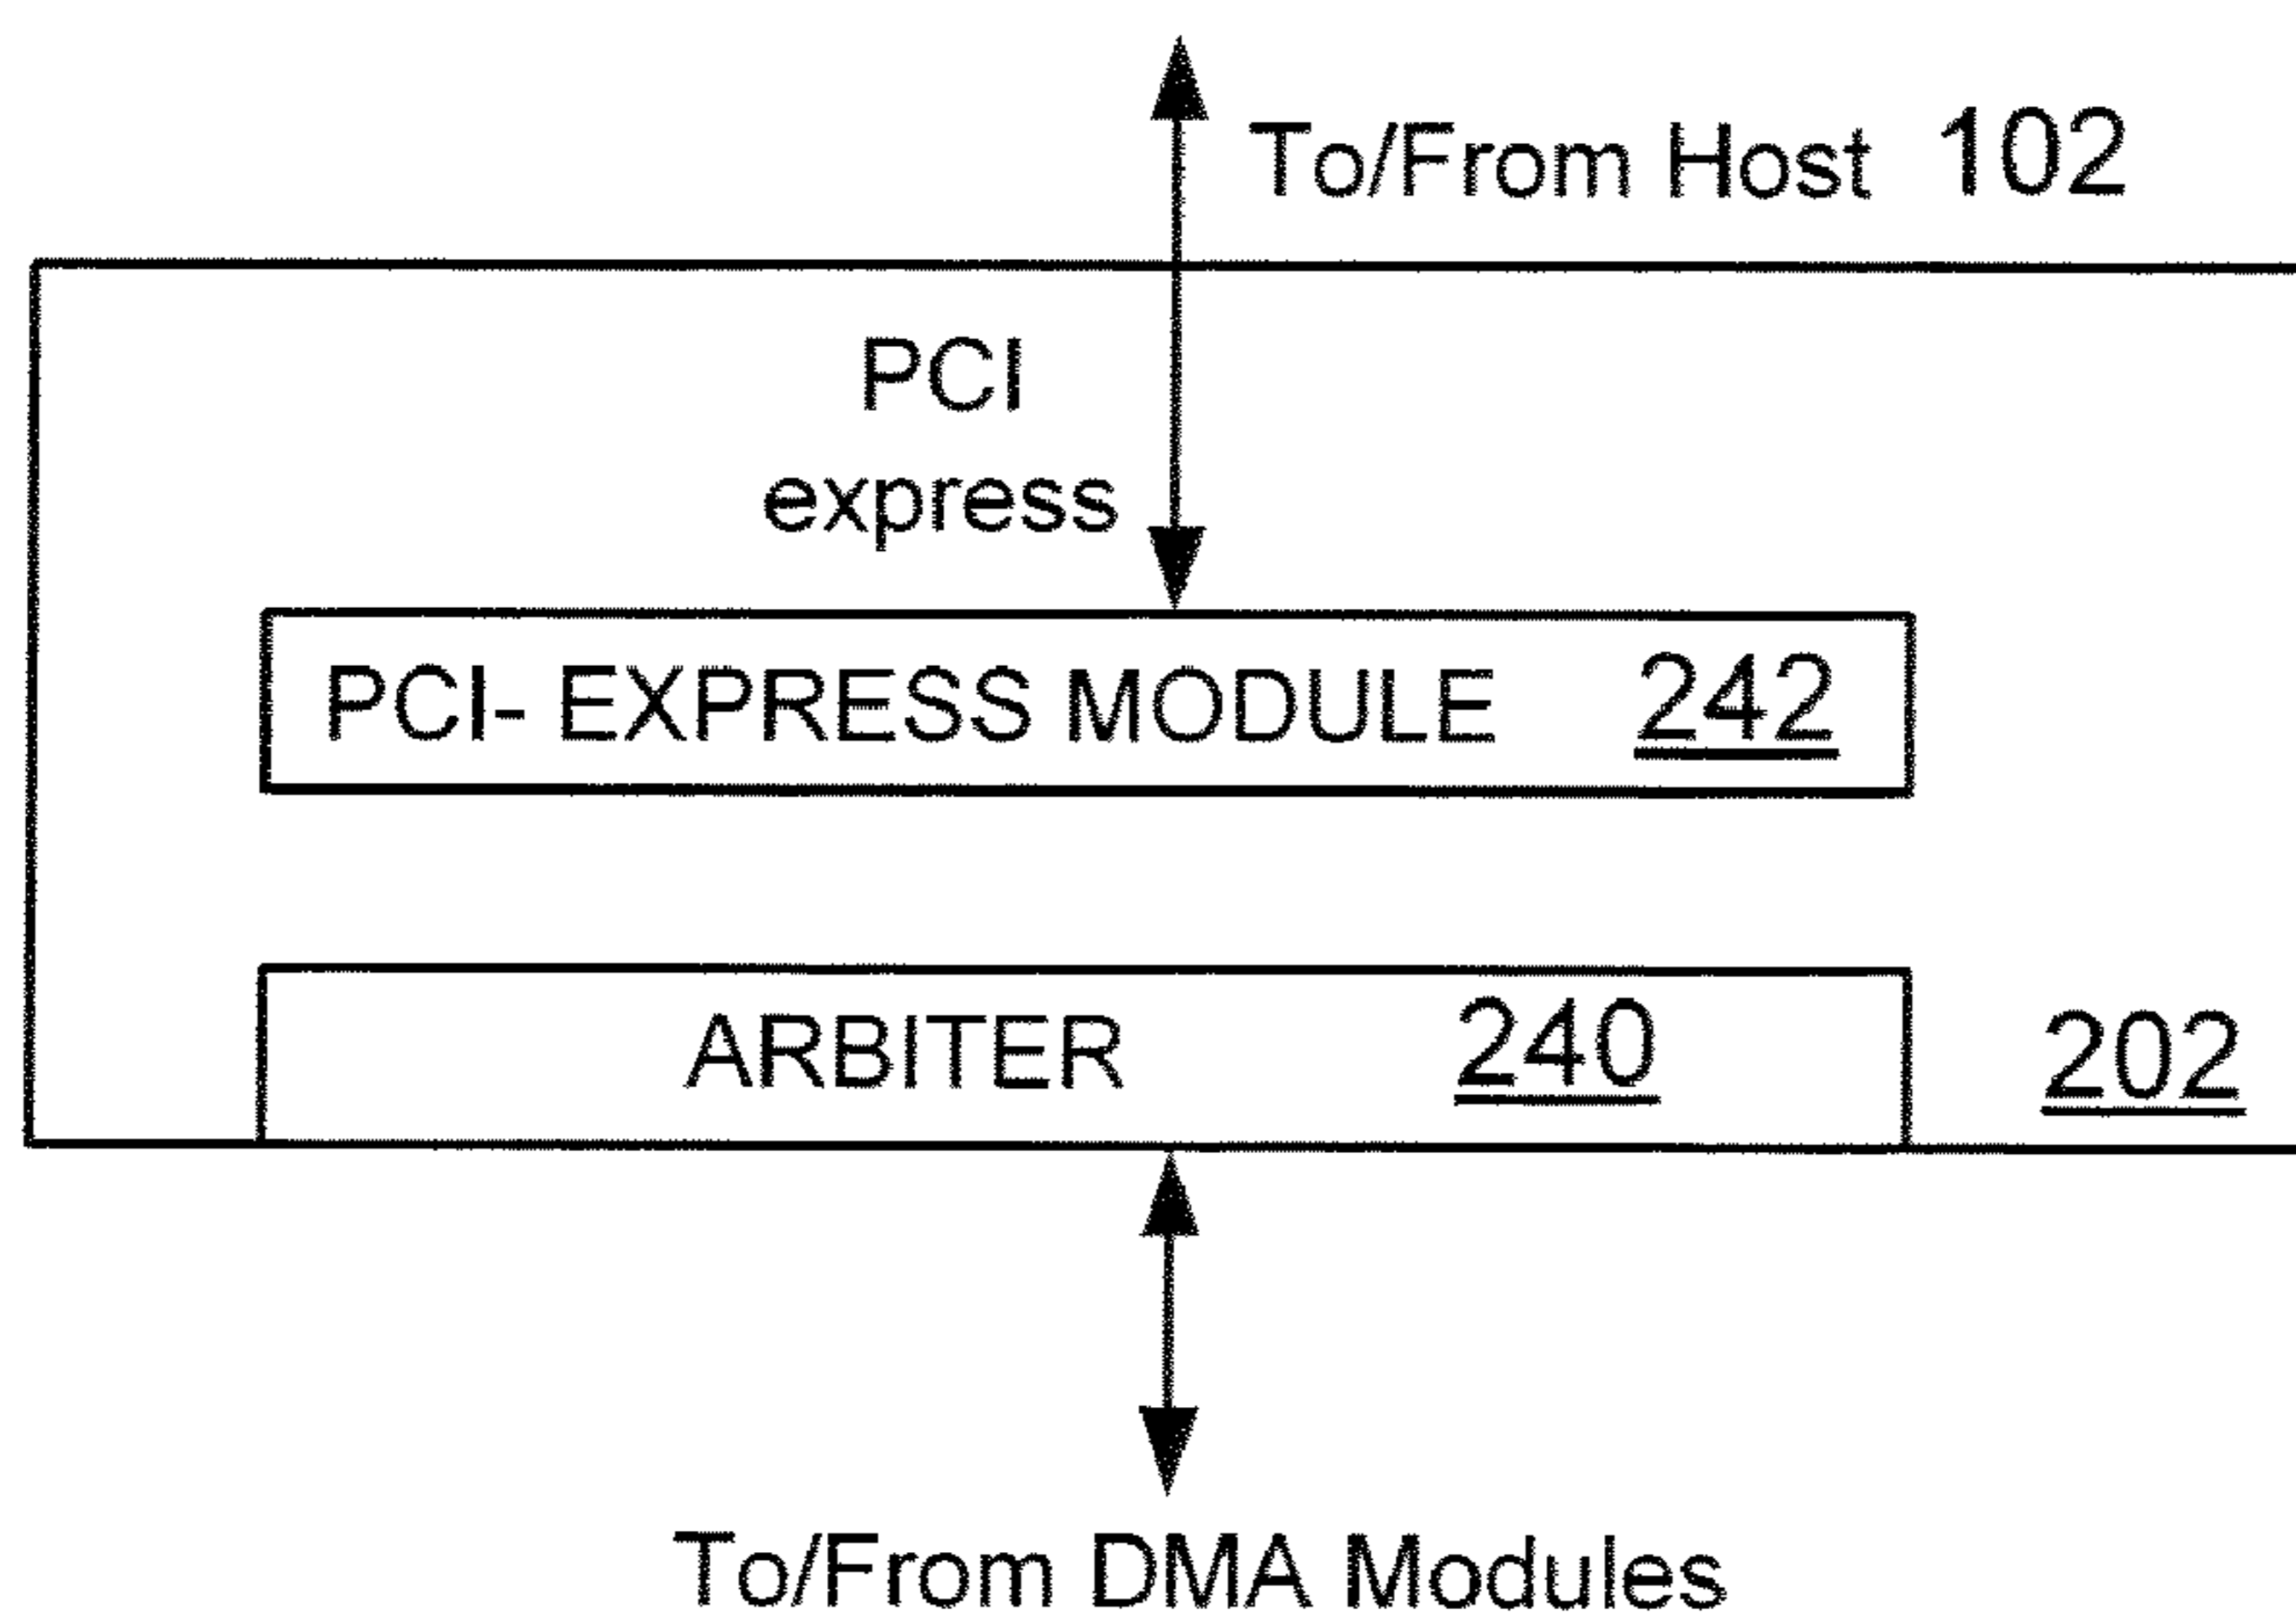 To/From Host 102
PCI
express
PCI- EXPRESS MODULE 242
ARBITER 240
202
To/From DMA Modules